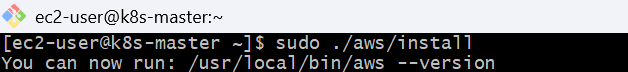 ec2-user@k8s-master:~
[ec2-user@k8s-master ~]$ sudo ./aws/install
You can now run: /usr/local/bin/aws --version